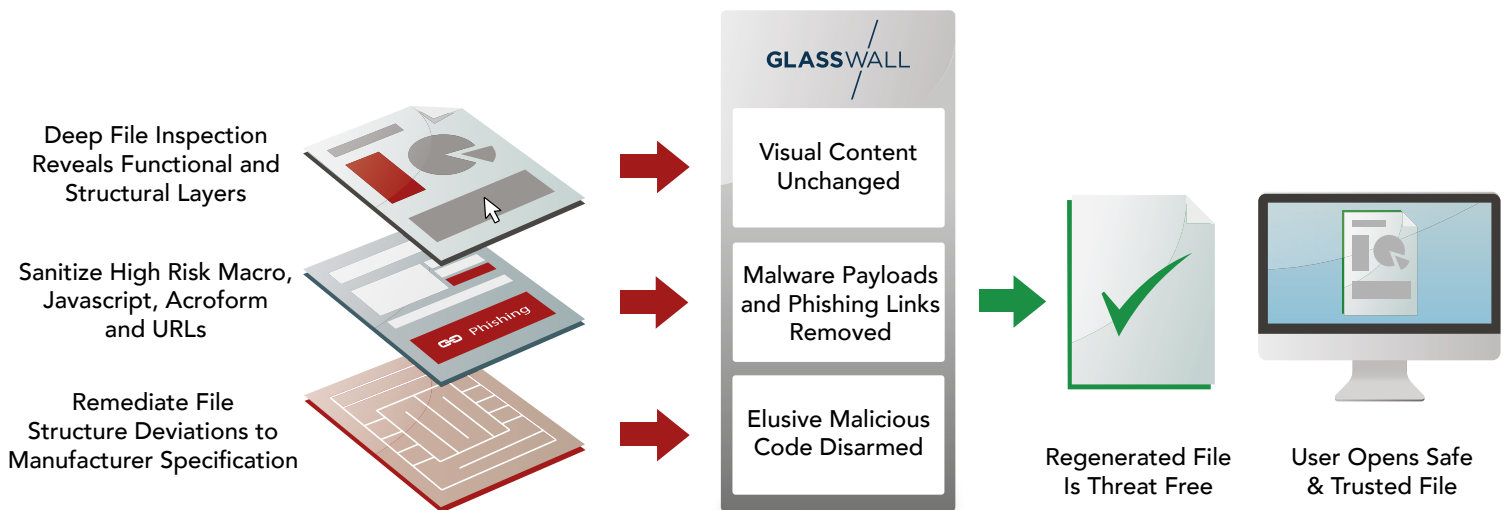 Deep File Inspection
Reveals Functional and
Structural Layers
Sanitize High Risk Macro,
Javascript, Acroform
and URLs
Phishing
Remediate File
Structure Deviations to
Manufacturer Specification
GLASSWALL
Visual Content
Unchanged
Malware Payloads
and Phishing Links
Removed
Elusive Malicious
Code Disarmed
Regenerated File
Is Threat Free
User Opens Safe
& Trusted File